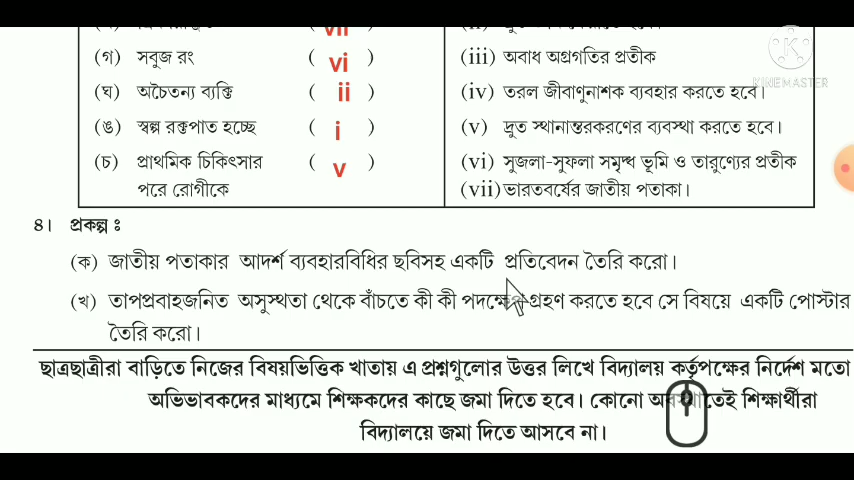 vii
(গ) সবুজ রং ( vi ) (iii) অবাধ অগ্রগতির প্রতীক
KINEMASTER
(ঘ) অচৈতন্য ব্যক্তি ( ii ) (iv) তরল জীবাণুনাশক ব্যবহার করতে হবে।
(ঙ) স্বল্প রক্তপাত হচ্ছে ( i ) (v) দ্রুত স্থানান্তরকরণের ব্যবস্থা করতে হবে।
(চ) প্রাথমিক চিকিৎসার ( v ) (vi) সুজলা-সুফলা সমৃদ্ধ ভূমি ও তারুণ্যের প্রতীক
পরে রোগীকে (vii) ভারতবর্ষের জাতীয় পতাকা।
৪। প্রকল্প ঃ
(ক) জাতীয় পতাকার আদর্শ ব্যবহারবিধির ছবিসহ একটি প্রতিবেদন তৈরি করো।
(খ) তাপপ্রবাহজনিত অসুস্থতা থেকে বাঁচতে কী কী পদক্ষেপ গ্রহণ করতে হবে সে বিষয়ে একটি পোস্টার
তৈরি করো।
ছাত্রছাত্রীরা বাড়িতে নিজের বিষয়ভিত্তিক খাতায় এ প্রশ্নগুলোর উত্তর লিখে বিদ্যালয় কর্তৃপক্ষের নির্দেশ মতো
অভিভাবকদের মাধ্যমে শিক্ষকদের কাছে জমা দিতে হবে। কোনো অবস্থাতেই শিক্ষার্থীরা
বিদ্যালয়ে জমা দিতে আসবে না।